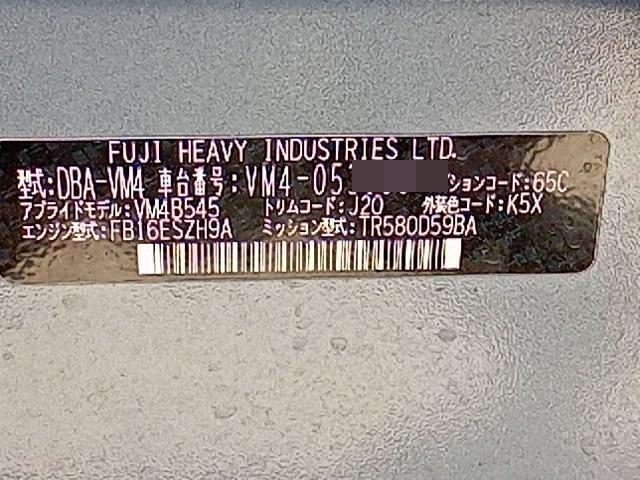 FUJI HEAVY INDUSTRIES LTD.
型式:DBA-VM4 車台番号:VM4-05 ションコード:65C
アプライドモデル:VM4B545 トリムコード:J20 外装色コード:K5X
エンジン型式:FB16ESZH9A ミッション型式:TR580D59BA